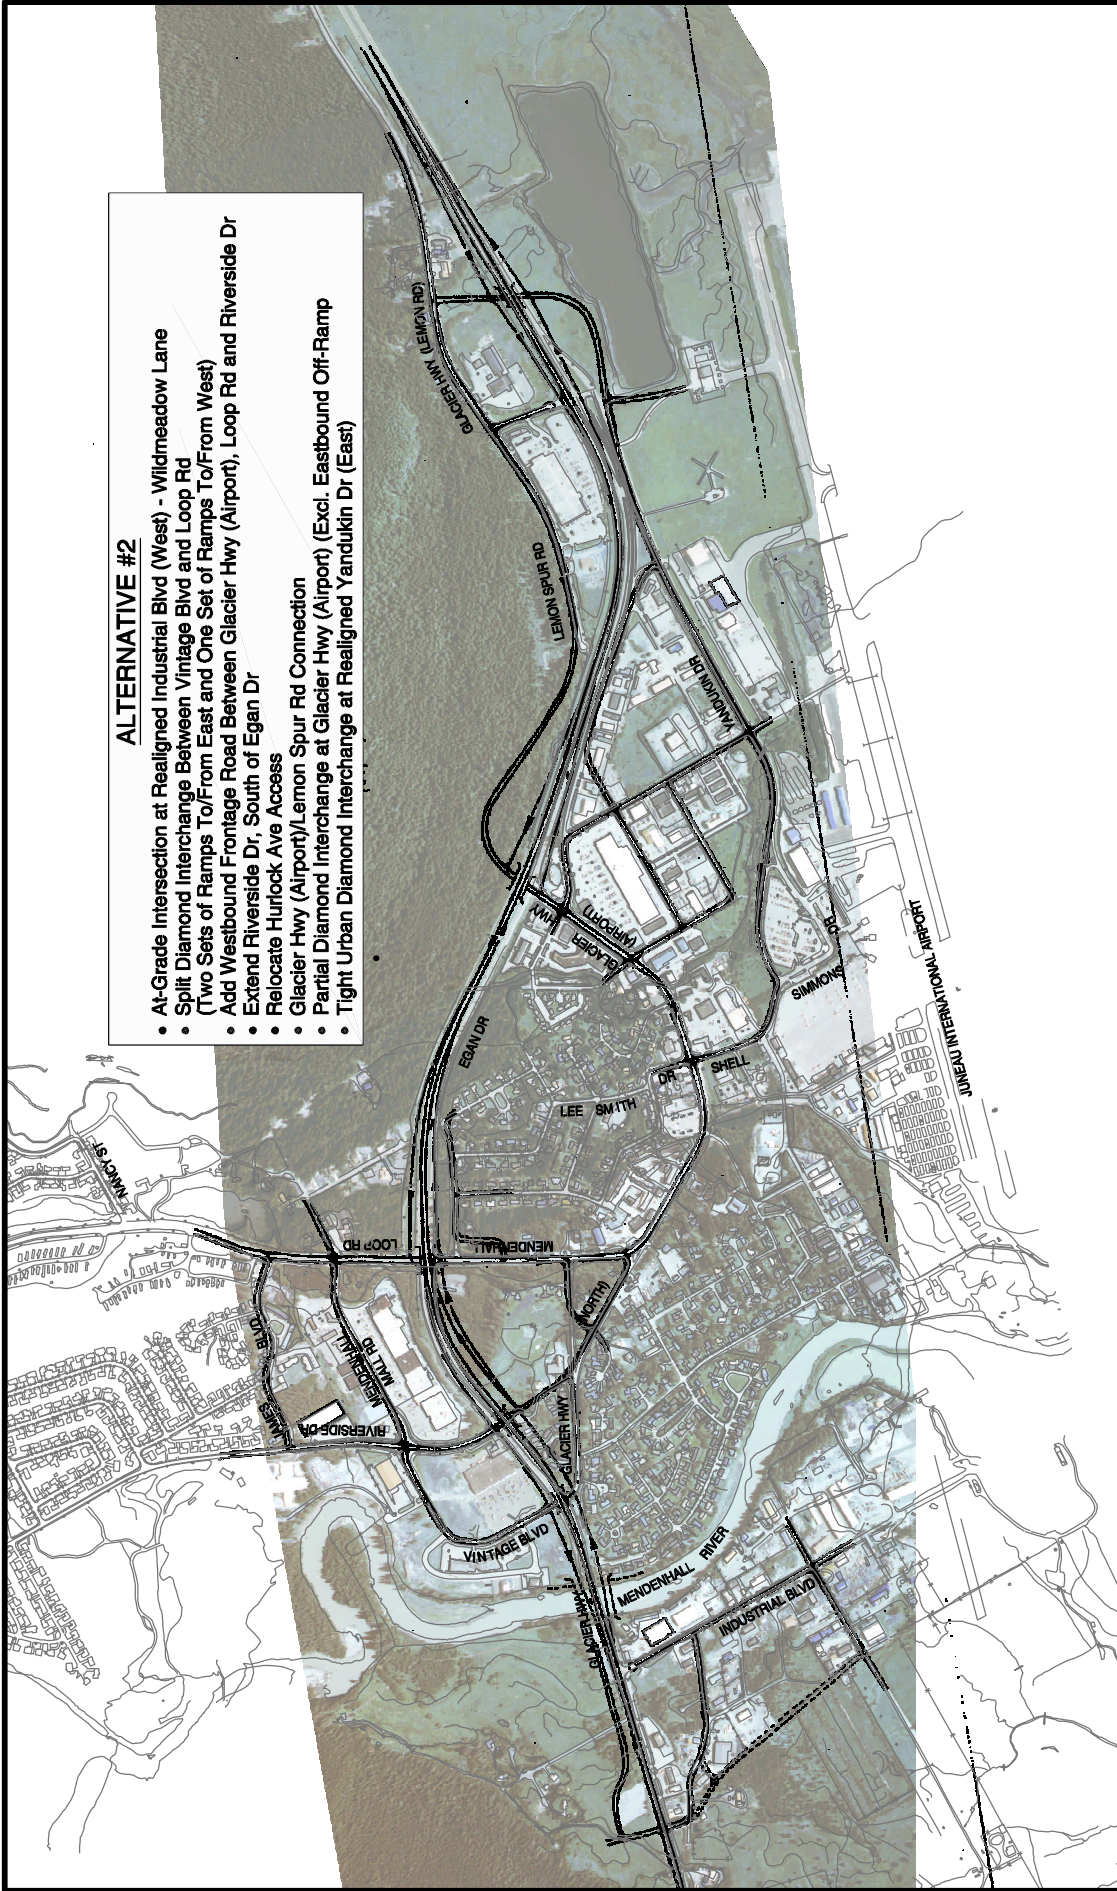 ALTERNATIVE #2
• At-Grade Intersection at Realigned Industrial Blvd (West) - Wildmeadow Lane
• Split Diamond Interchange Between Vintage Blvd and Loop Rd
(Two Sets of Ramps To/From East and One Set of Ramps To/From West)
• Add Westbound Frontage Road Between Glacier Hwy (Airport), Loop Rd and Riverside Dr
• Extend Riverside Dr, South of Egan Dr
• Relocate Hurlock Ave Access
• Glacier Hwy (Airport)/Lemon Spur Rd Connection
• Partial Diamond Interchange at Glacier Hwy (Airport) (Excl. Eastbound Off-Ramp
• Tight Urban Diamond Interchange at Realigned Yandukin Dr (East)
NANCY ST
LOOP RD
JAMES BLVD
MENDENHALL
MALL RD
RIVERSIDE DR
VINTAGE BLVD
GLACIER HWY
GLACIER HWY
(NORTH)
MENDENHALL
MENDENHALL RIVER
INDUSTRIAL BLVD
EGAN DR
LEE SMITH
DR
SHELL
SIMMONS DR
GLACIER HWY
(AIRPORT)
YANDUKIN DR
LEMON SPUR RD
GLACIER HWY (LEMON RD)
JUNEAU INTERNATIONAL AIRPORT